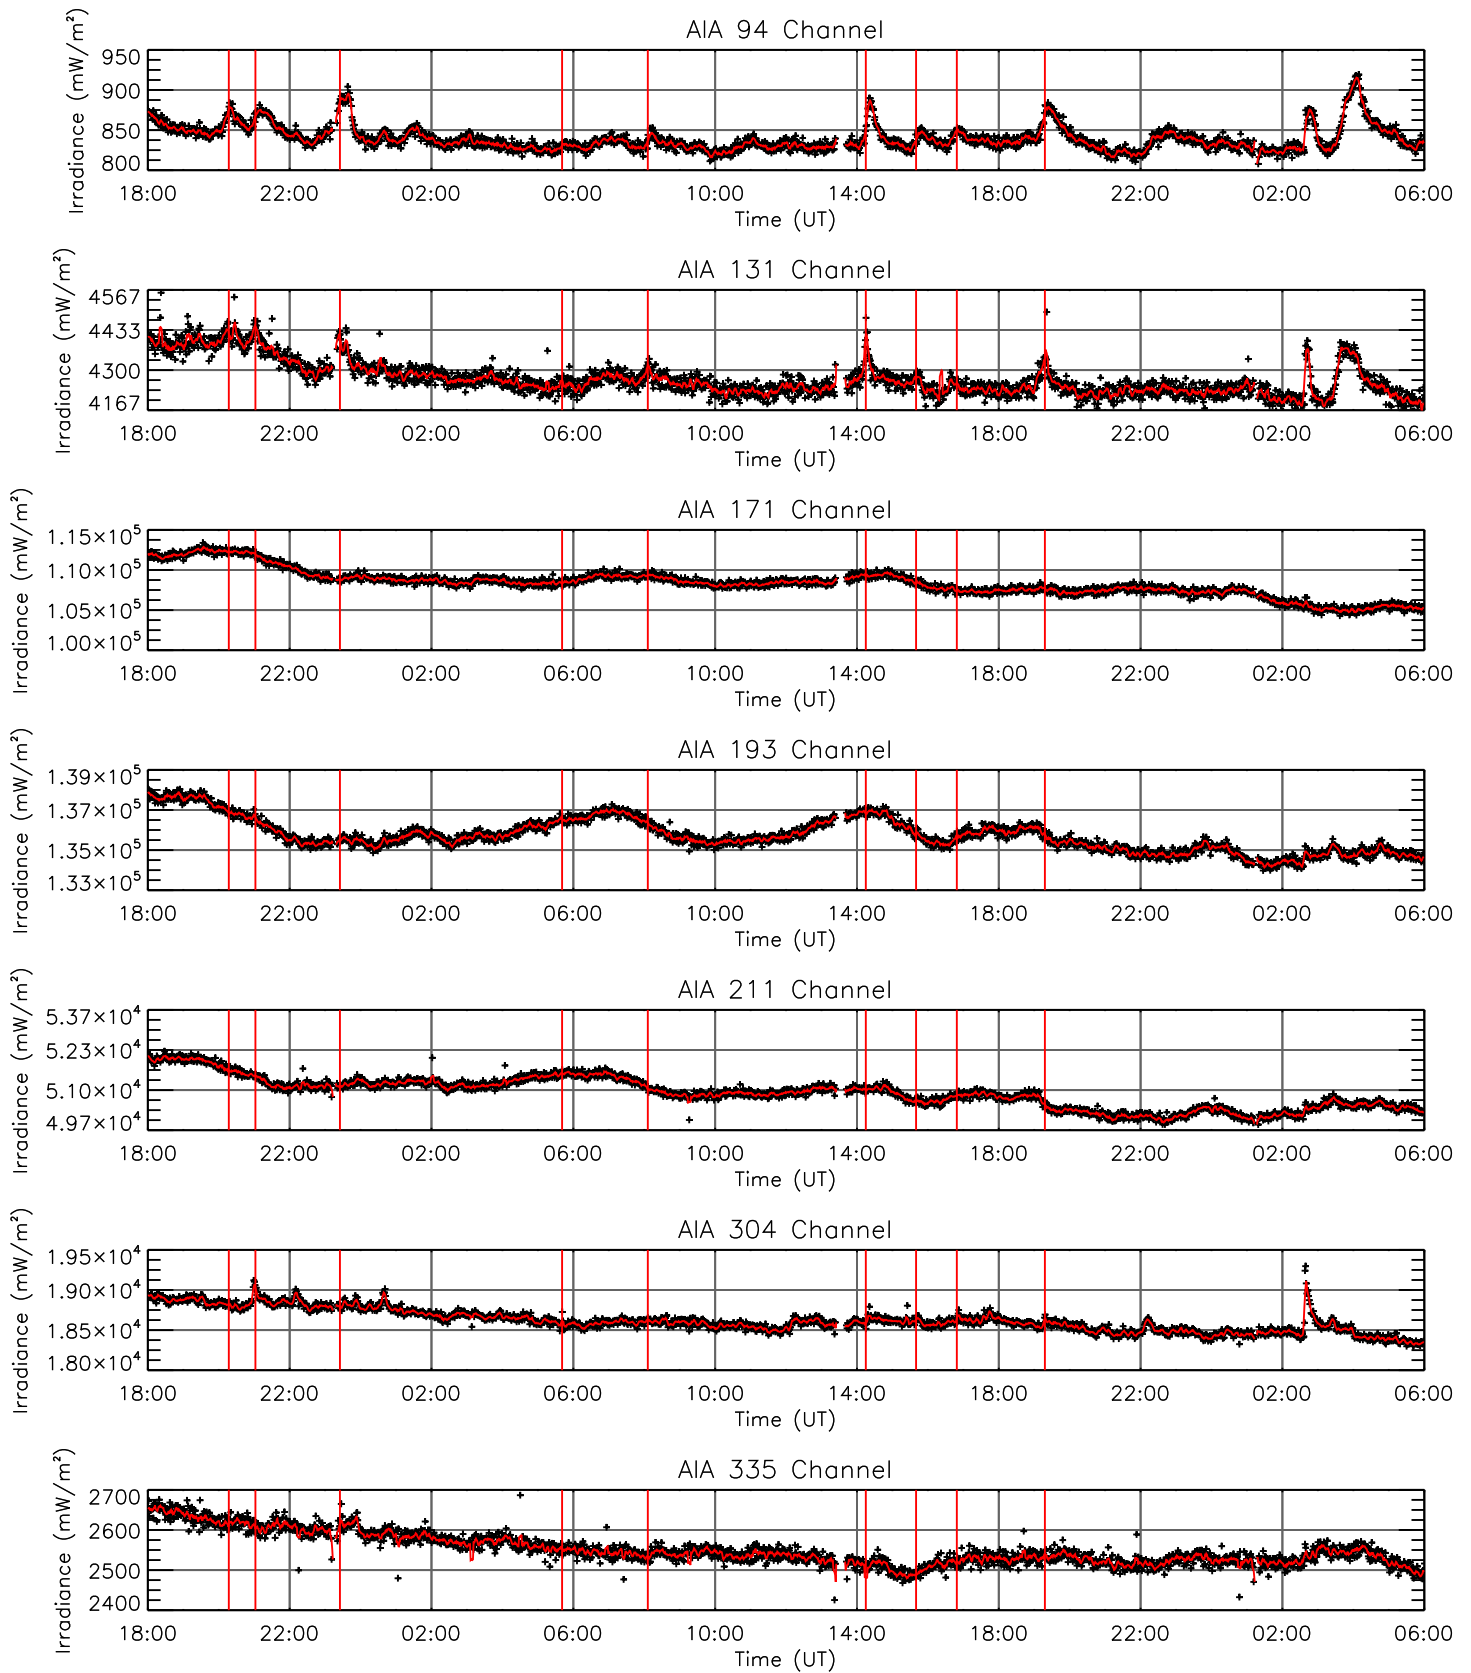 AIA 94 Channel
Irradiance (mW/m²)
950
900
850
800
18:00 22:00 02:00 06:00 10:00 14:00 18:00 22:00 02:00 06:00
Time (UT)
AIA 131 Channel
Irradiance (mW/m²)
4567
4433
4300
4167
18:00 22:00 02:00 06:00 10:00 14:00 18:00 22:00 02:00 06:00
Time (UT)
AIA 171 Channel
Irradiance (mW/m²)
1.15×10⁵
1.10×10⁵
1.05×10⁵
1.00×10⁵
18:00 22:00 02:00 06:00 10:00 14:00 18:00 22:00 02:00 06:00
Time (UT)
AIA 193 Channel
Irradiance (mW/m²)
1.39×10⁵
1.37×10⁵
1.35×10⁵
1.33×10⁵
18:00 22:00 02:00 06:00 10:00 14:00 18:00 22:00 02:00 06:00
Time (UT)
AIA 211 Channel
Irradiance (mW/m²)
5.37×10⁴
5.23×10⁴
5.10×10⁴
4.97×10⁴
18:00 22:00 02:00 06:00 10:00 14:00 18:00 22:00 02:00 06:00
Time (UT)
AIA 304 Channel
Irradiance (mW/m²)
1.95×10⁴
1.90×10⁴
1.85×10⁴
1.80×10⁴
18:00 22:00 02:00 06:00 10:00 14:00 18:00 22:00 02:00 06:00
Time (UT)
AIA 335 Channel
Irradiance (mW/m²)
2700
2600
2500
2400
18:00 22:00 02:00 06:00 10:00 14:00 18:00 22:00 02:00 06:00
Time (UT)